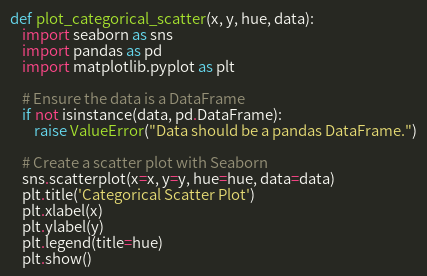 def plot_categorical_scatter(x, y, hue, data):
    import seaborn as sns
    import pandas as pd
    import matplotlib.pyplot as plt

    # Ensure the data is a DataFrame
    if not isinstance(data, pd.DataFrame):
        raise ValueError("Data should be a pandas DataFrame.")

    # Create a scatter plot with Seaborn
    sns.scatterplot(x=x, y=y, hue=hue, data=data)
    plt.title('Categorical Scatter Plot')
    plt.xlabel(x)
    plt.ylabel(y)
    plt.legend(title=hue)
    plt.show()